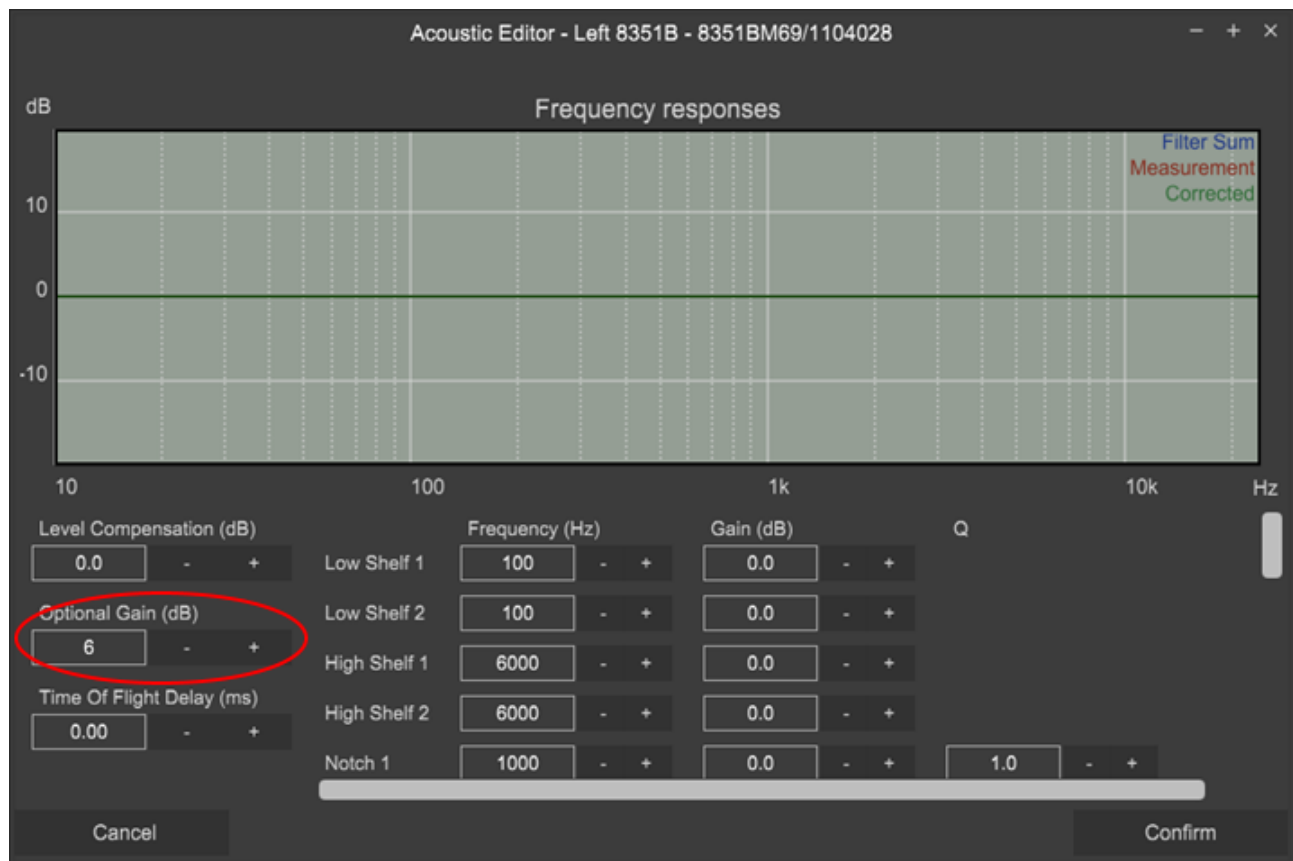 Acoustic Editor - Left 8351B - 8351BM69/1104028 - + ×
dB Frequency responses
Filter Sum
Measurement
Corrected
10
0
-10
10 100 1k 10k Hz
Level Compensation (dB) Frequency (Hz) Gain (dB) Q
0.0 - + Low Shelf 1 100 - + 0.0 - +
Optional Gain (dB) Low Shelf 2 100 - + 0.0 - +
6 - + High Shelf 1 6000 - + 0.0 - +
Time Of Flight Delay (ms)
0.00 - + High Shelf 2 6000 - + 0.0 - +
Notch 1 1000 - + 0.0 - + 1.0 - +
Cancel Confirm